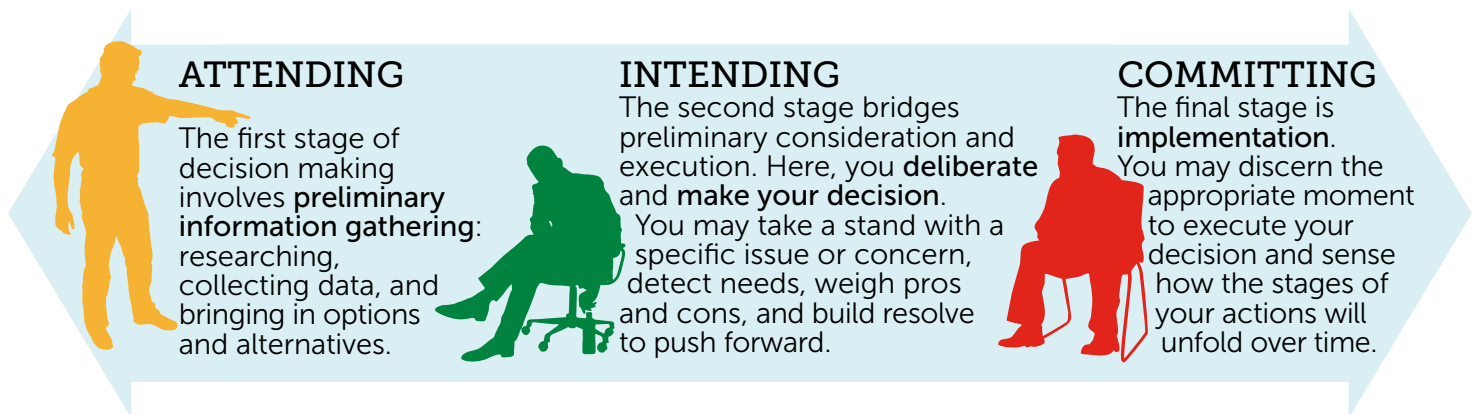 ATTENDING
The first stage of
decision making
involves preliminary
information gathering:
researching,
collecting data, and
bringing in options
and alternatives.
INTENDING
The second stage bridges
preliminary consideration and
execution. Here, you deliberate
and make your decision.
You may take a stand with a
specific issue or concern,
detect needs, weigh pros
and cons, and build resolve
to push forward.
COMMITTING
The final stage is
implementation.
You may discern the
appropriate moment
to execute your
decision and sense
how the stages of
your actions will
unfold over time.